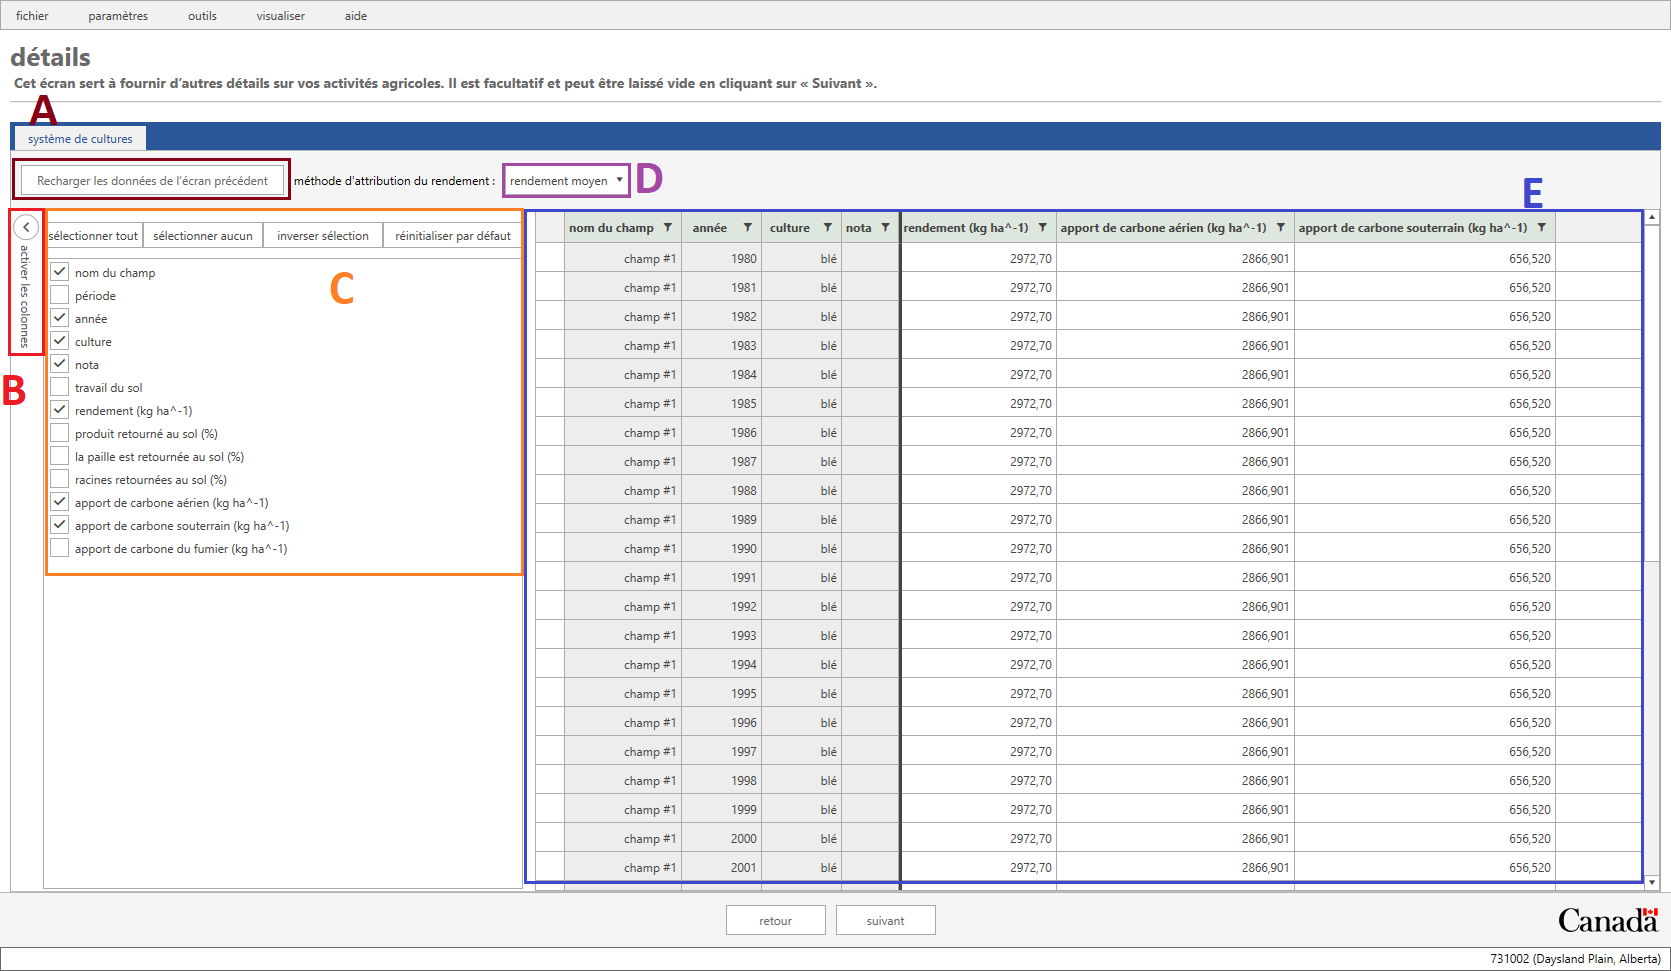 fichier paramètres outils visualiser aide
détails
Cet écran sert à fournir d'autres détails sur vos activités agricoles. Il est facultatif et peut être laissé vide en cliquant sur « Suivant ».
A
système de cultures
Recharger les données de l'écran précédent méthode d'attribution du rendement : rendement moyen D
E
B
activer les colonnes
sélectionner tout sélectionner aucun inverser sélection réinitialiser par défaut
C
nom du champ
période
année
culture
nota
travail du sol
rendement (kg ha^-1)
produit retourné au sol (%)
la paille est retournée au sol (%)
racines retournées au sol (%)
apport de carbone aérien (kg ha^-1)
apport de carbone souterrain (kg ha^-1)
apport de carbone du fumier (kg ha^-1)
nom du champ année culture nota rendement (kg ha^-1) apport de carbone aérien (kg ha^-1) apport de carbone souterrain (kg ha^-1)
champ #1 1980 blé 2972,70 2866,901 656,520
champ #1 1981 blé 2972,70 2866,901 656,520
champ #1 1982 blé 2972,70 2866,901 656,520
champ #1 1983 blé 2972,70 2866,901 656,520
champ #1 1984 blé 2972,70 2866,901 656,520
champ #1 1985 blé 2972,70 2866,901 656,520
champ #1 1986 blé 2972,70 2866,901 656,520
champ #1 1987 blé 2972,70 2866,901 656,520
champ #1 1988 blé 2972,70 2866,901 656,520
champ #1 1989 blé 2972,70 2866,901 656,520
champ #1 1990 blé 2972,70 2866,901 656,520
champ #1 1991 blé 2972,70 2866,901 656,520
champ #1 1992 blé 2972,70 2866,901 656,520
champ #1 1993 blé 2972,70 2866,901 656,520
champ #1 1994 blé 2972,70 2866,901 656,520
champ #1 1995 blé 2972,70 2866,901 656,520
champ #1 1996 blé 2972,70 2866,901 656,520
champ #1 1997 blé 2972,70 2866,901 656,520
champ #1 1998 blé 2972,70 2866,901 656,520
champ #1 1999 blé 2972,70 2866,901 656,520
champ #1 2000 blé 2972,70 2866,901 656,520
champ #1 2001 blé 2972,70 2866,901 656,520
retour suivant
Canada
731002 (Daysland Plain, Alberta)